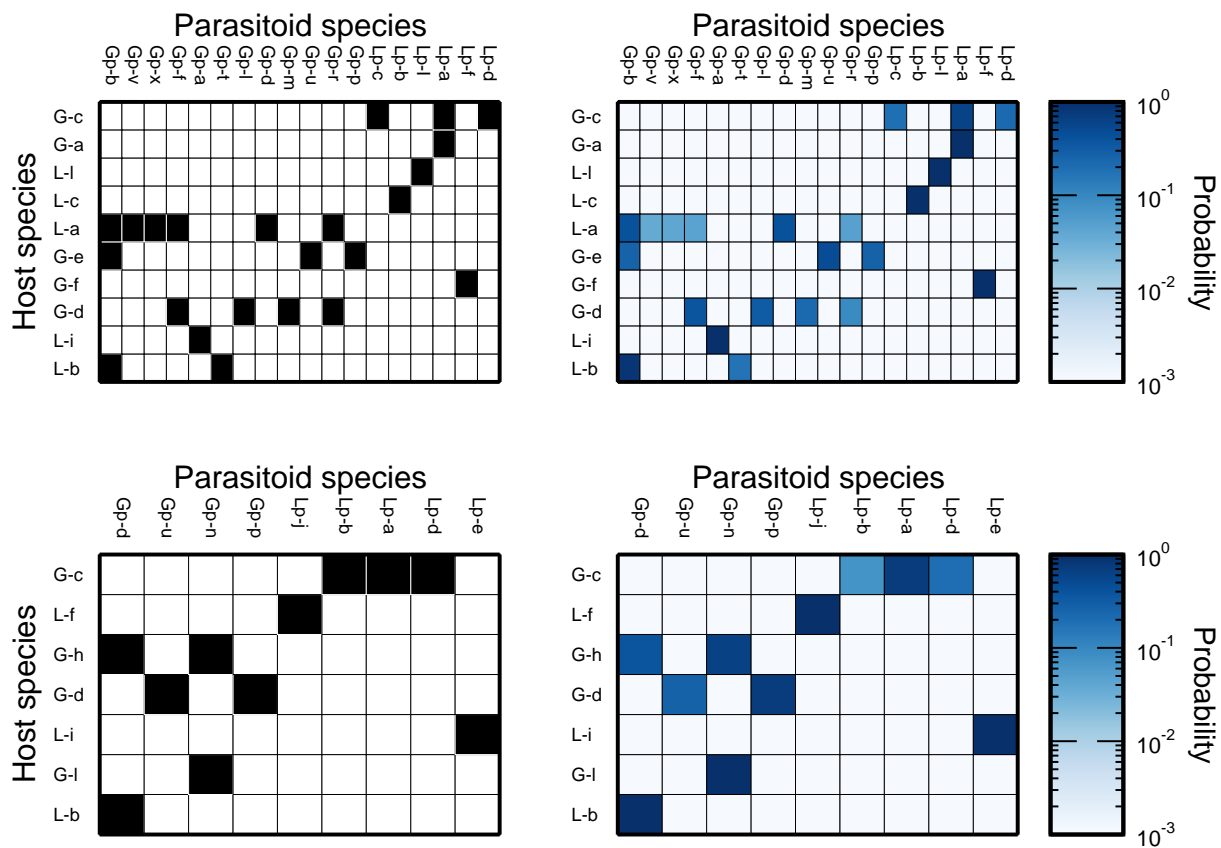 Parasitoid species
Gp-b Gp-v Gp-x Gp-f Gp-a Gp-t Gp-l Gp-d Gp-m Gp-u Gp-r Gp-p Lp-c Lp-b Lp-l Lp-a Lp-f Lp-d
Host species
G-c
G-a
L-l
L-c
L-a
G-e
G-f
G-d
L-i
L-b
Parasitoid species
Gp-b Gp-v Gp-x Gp-f Gp-a Gp-t Gp-l Gp-d Gp-m Gp-u Gp-r Gp-p Lp-c Lp-b Lp-l Lp-a Lp-f Lp-d
G-c
G-a
L-l
L-c
L-a
G-e
G-f
G-d
L-i
L-b
10^0
10^-1
10^-2
10^-3
Probability
Parasitoid species
Gp-d Gp-u Gp-n Gp-p Lp-j Lp-b Lp-a Lp-d Lp-e
Host species
G-c
L-f
G-h
G-d
L-i
G-l
L-b
Parasitoid species
Gp-d Gp-u Gp-n Gp-p Lp-j Lp-b Lp-a Lp-d Lp-e
G-c
L-f
G-h
G-d
L-i
G-l
L-b
10^0
10^-1
10^-2
10^-3
Probability